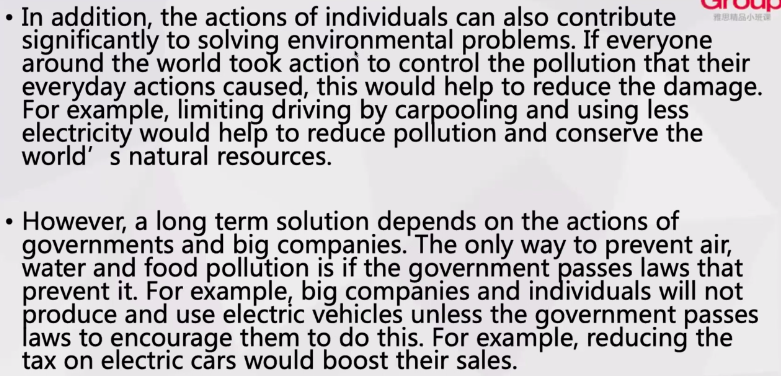 Group
雅思精品小班课
• In addition, the actions of individuals can also contribute
significantly to solving environmental problems. If everyone
around the world took action to control the pollution that their
everyday actions caused, this would help to reduce the damage.
For example, limiting driving by carpooling and using less
electricity would help to reduce pollution and conserve the
world’ s natural resources.
• However, a long term solution depends on the actions of
governments and big companies. The only way to prevent air,
water and food pollution is if the government passes laws that
prevent it. For example, big companies and individuals will not
produce and use electric vehicles unless the government passes
laws to encourage them to do this. For example, reducing the
tax on electric cars would boost their sales.